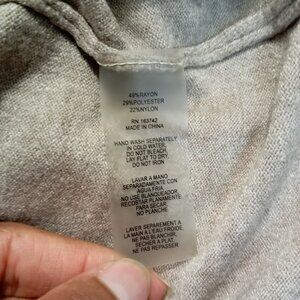 49%RAYON
29%POLYESTER
22%NYLON
RN 163742
MADE IN CHINA
HAND WASH SEPARATELY
IN COLD WATER,
DO NOT BLEACH,
LAY FLAT TO DRY,
DO NOT IRON
LAVAR A MANO
SEPARADAMENTE CON
AGUA FRIA,
NO USE BLANQUEADOR,
RECOSTAR PLANAMENTE
PARA SECAR,
NO PLANCHE
LAVER SEPAREMENT A
LA MAIN A L'EAU FROIDE,
NE PAS BLANCHIR,
SECHER A PLAT,
NE PAS REPASSER